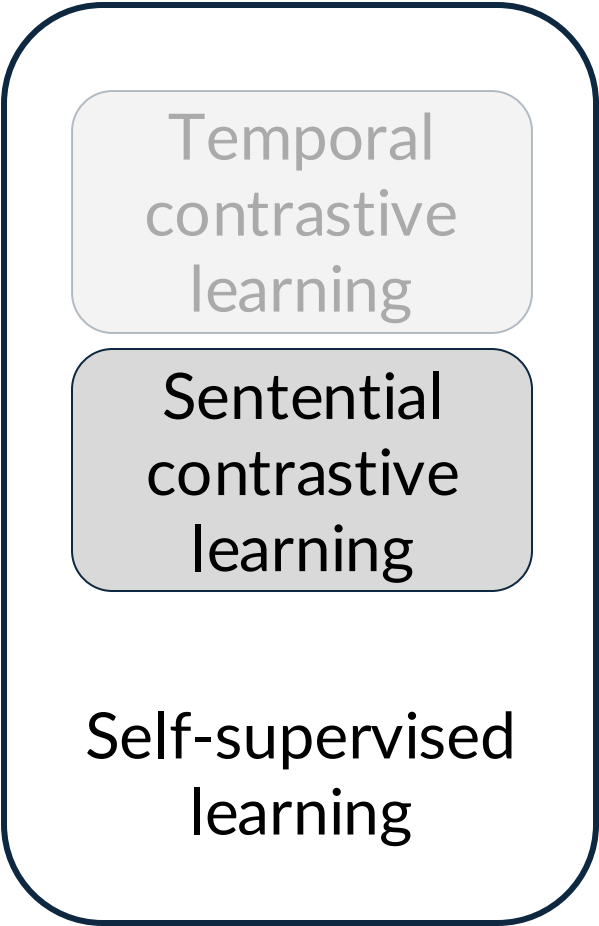 Temporal
contrastive
learning
Sentential
contrastive
learning
Self-supervised
learning